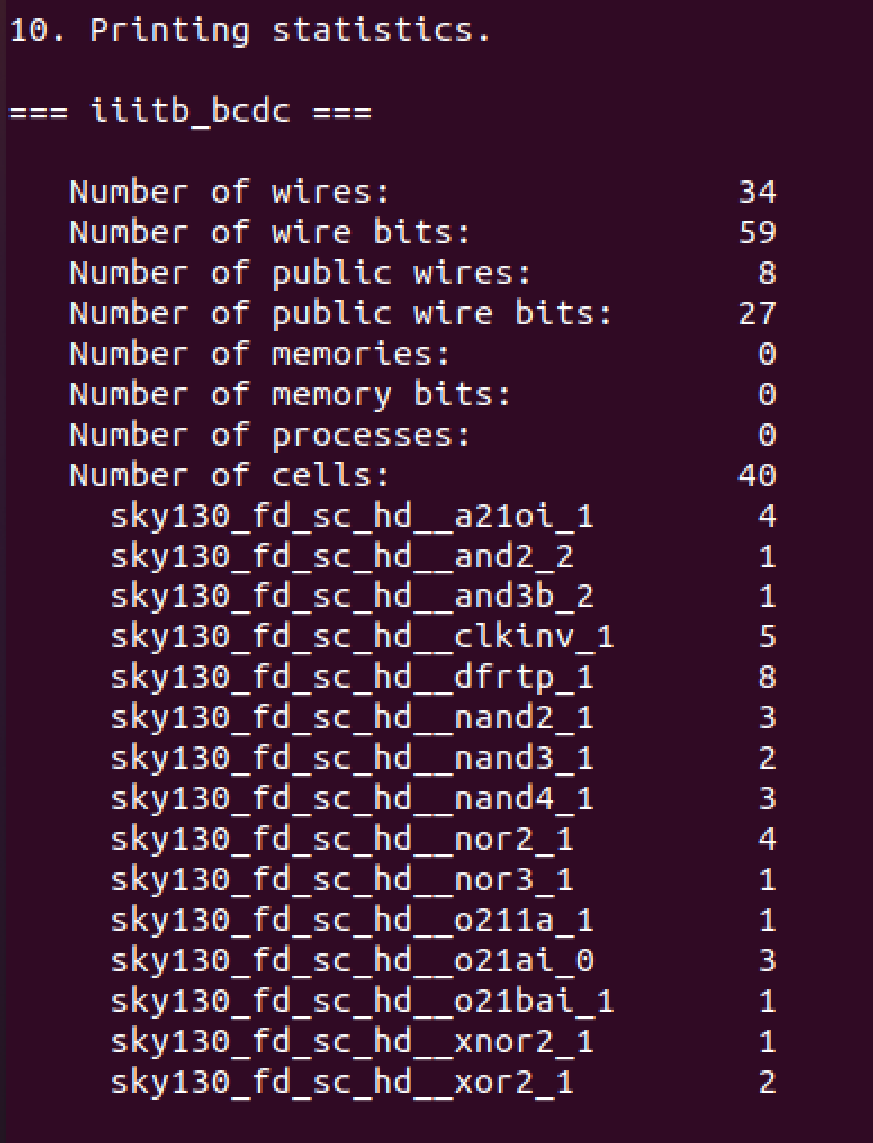 10. Printing statistics.
=== iiitb_bcdc ===
Number of wires: 34
Number of wire bits: 59
Number of public wires: 8
Number of public wire bits: 27
Number of memories: 0
Number of memory bits: 0
Number of processes: 0
Number of cells: 40
sky130_fd_sc_hd__a21oi_1 4
sky130_fd_sc_hd__and2_2 1
sky130_fd_sc_hd__and3b_2 1
sky130_fd_sc_hd__clkinv_1 5
sky130_fd_sc_hd__dfrtp_1 8
sky130_fd_sc_hd__nand2_1 3
sky130_fd_sc_hd__nand3_1 2
sky130_fd_sc_hd__nand4_1 3
sky130_fd_sc_hd__nor2_1 4
sky130_fd_sc_hd__nor3_1 1
sky130_fd_sc_hd__o211a_1 1
sky130_fd_sc_hd__o21ai_0 3
sky130_fd_sc_hd__o21bai_1 1
sky130_fd_sc_hd__xnor2_1 1
sky130_fd_sc_hd__xor2_1 2